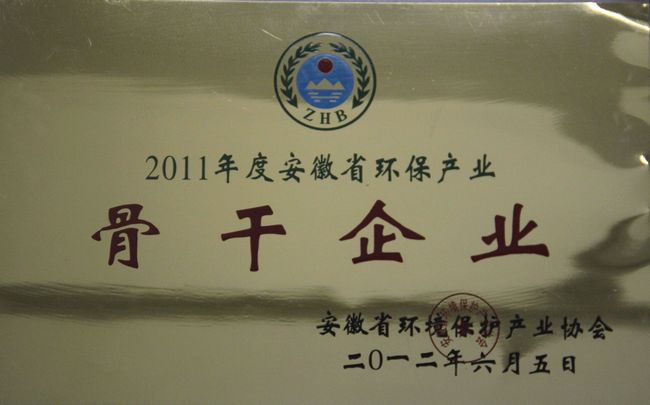 ZHB
2011年度安徽省环保产业
骨干企业
安徽省环境保护产业协会
二〇一二年六月五日